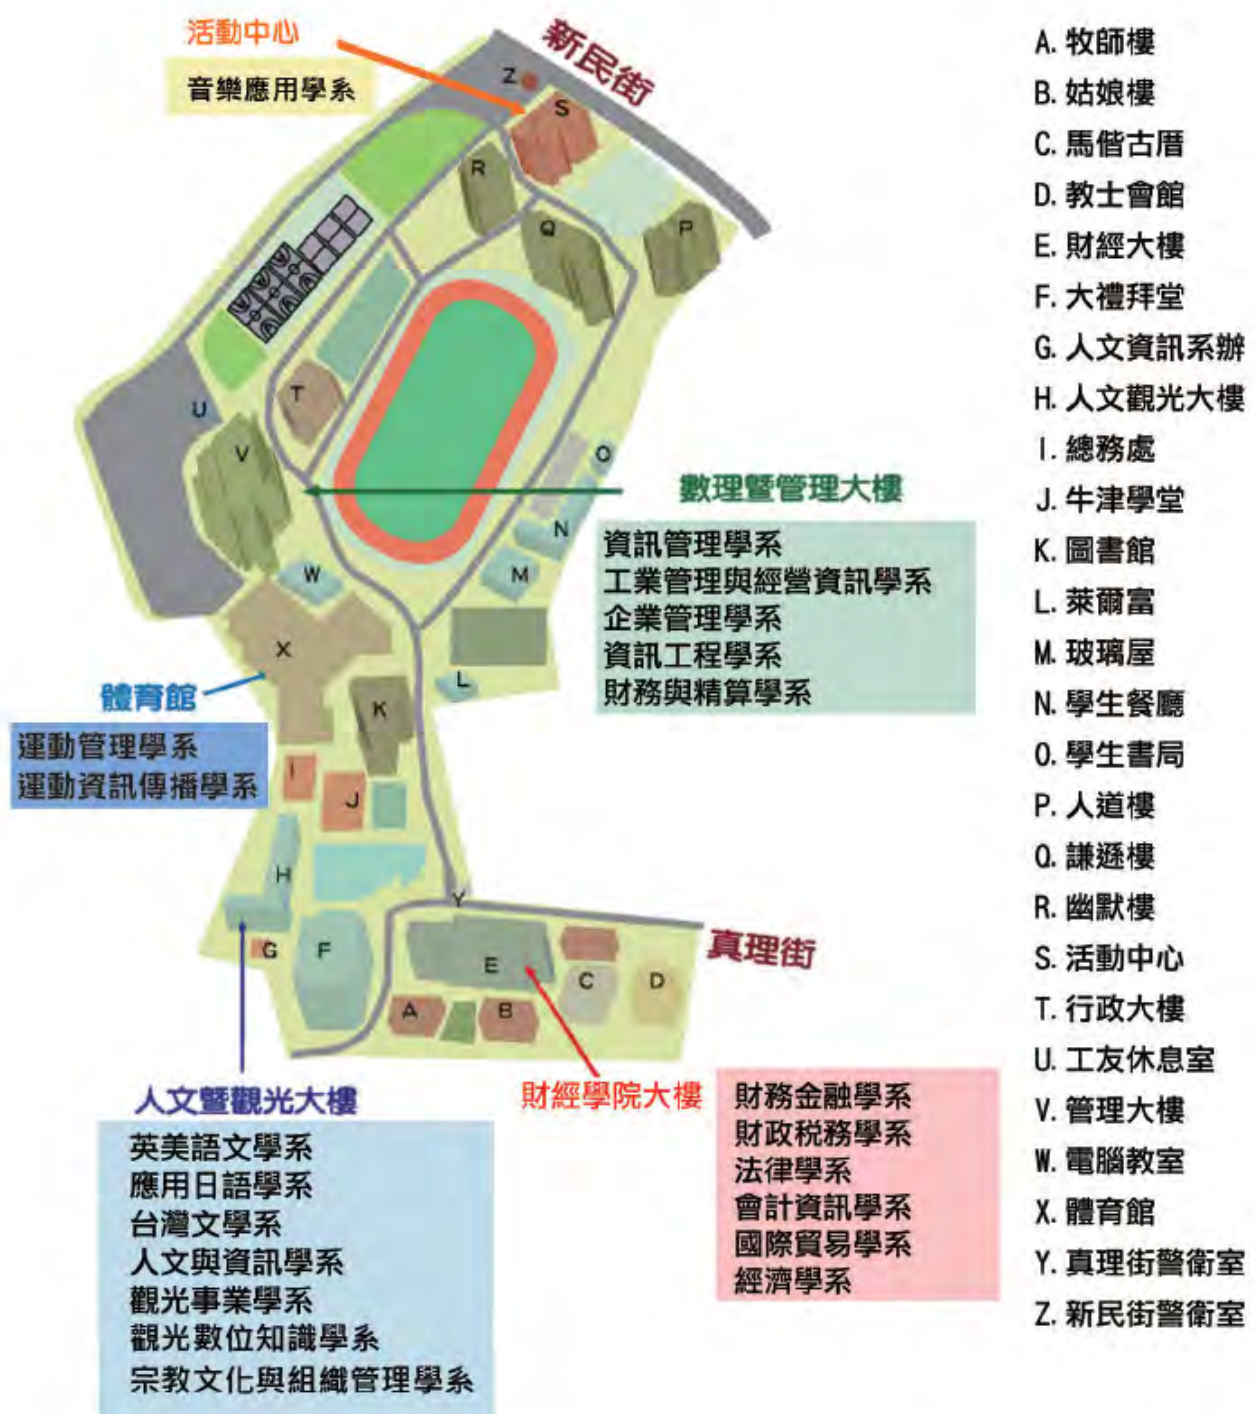 活動中心
音樂應用學系
新民街
Z
S
R
Q
P
T
U
V
O
N
M
W
X
L
K
I
J
H
Y
G
F
E
C
D
A
B
數理暨管理大樓
資訊管理學系
工業管理與經營資訊學系
企業管理學系
資訊工程學系
財務與精算學系
體育館
運動管理學系
運動資訊傳播學系
真理街
人文暨觀光大樓
英美語文學系
應用日語學系
台灣文學系
人文與資訊學系
觀光事業學系
觀光數位知識學系
宗教文化與組織管理學系
財經學院大樓
財務金融學系
財政稅務學系
法律學系
會計資訊學系
國際貿易學系
經濟學系
A. 牧師樓
B. 姑娘樓
C. 馬偕古厝
D. 教士會館
E. 財經大樓
F. 大禮拜堂
G. 人文資訊系辦
H. 人文觀光大樓
I. 總務處
J. 牛津學堂
K. 圖書館
L. 萊爾富
M. 玻璃屋
N. 學生餐廳
O. 學生書局
P. 人道樓
Q. 謙遜樓
R. 幽默樓
S. 活動中心
T. 行政大樓
U. 工友休息室
V. 管理大樓
W. 電腦教室
X. 體育館
Y. 真理街警衛室
Z. 新民街警衛室